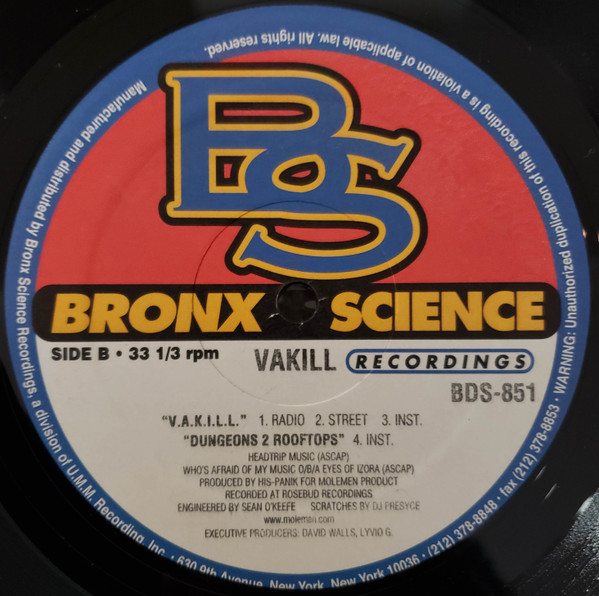 BS
BRONX SCIENCE
SIDE B • 33 1/3 rpm
VAKILL
RECORDINGS
BDS-851
"V.A.K.I.L.L." 1. RADIO 2. STREET 3. INST.
"DUNGEONS 2 ROOFTOPS" 4. INST.
HEADTRIP MUSIC (ASCAP)
WHO'S AFRAID OF MY MUSIC O/B/A EYES OF IZORA (ASCAP)
PRODUCED BY HIS-PANIK FOR MOLEMEN PRODUCT
RECORDED AT ROSEBUD RECORDINGS
ENGINEERED BY SEAN O'KEEFE SCRATCHES BY DJ PRESYCE
www.molemen.com
EXECUTIVE PRODUCERS: DAVID WALLS, LYVIO G.
Manufactured and distributed by Bronx Science Recordings, a division of U.M.M. Recording, Inc. • 630 9th Avenue, New York, New York 10036 • (212) 378-8848 • fax (212) 378-8853 • WARNING: Unauthorized duplication of this recording is a violation of applicable law. All rights reserved.